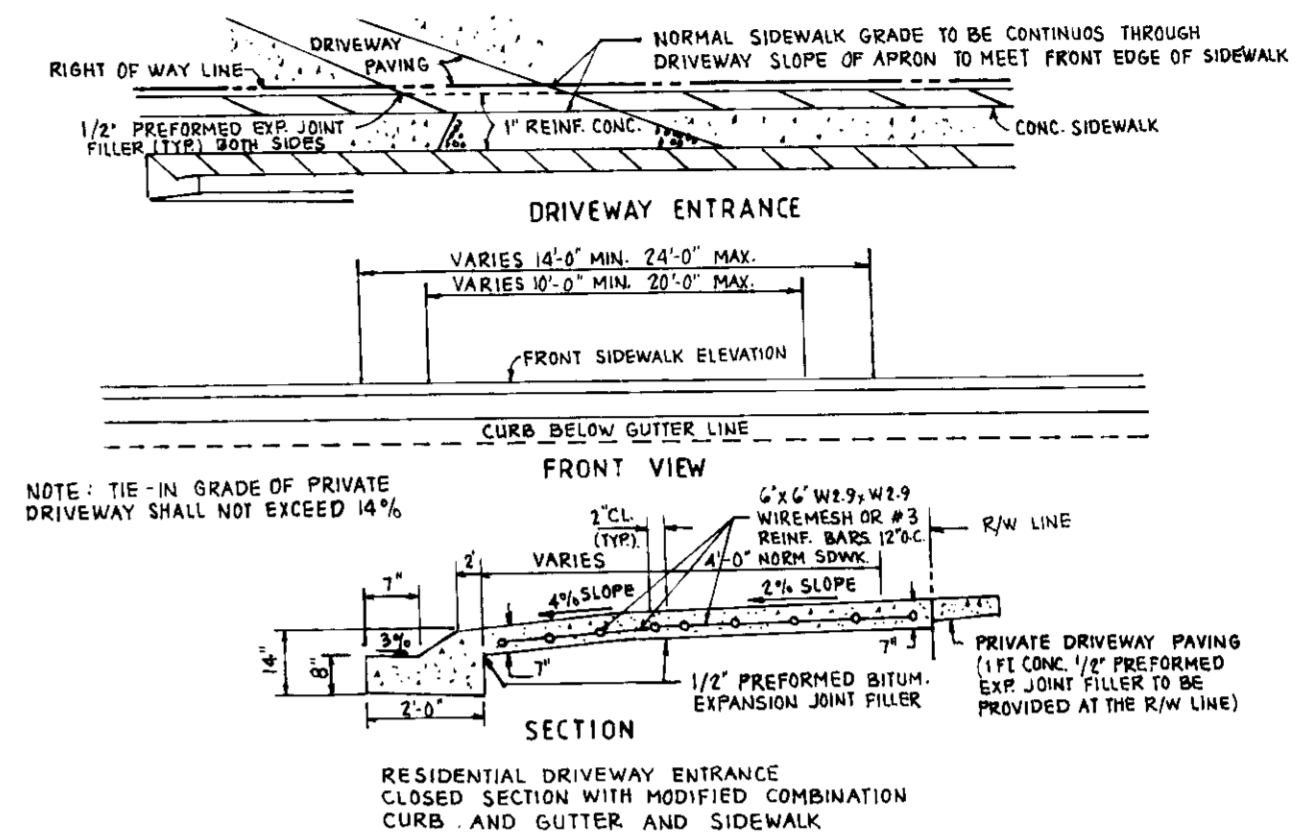 DRIVEWAY
PAVING
RIGHT OF WAY LINE
NORMAL SIDEWALK GRADE TO BE CONTINUOS THROUGH
DRIVEWAY SLOPE OF APRON TO MEET FRONT EDGE OF SIDEWALK
1/2" PREFORMED EXP. JOINT
FILLER (TYP.) BOTH SIDES
1" REINF. CONC.
CONC. SIDEWALK
DRIVEWAY ENTRANCE
VARIES 14'-0" MIN. 24'-0" MAX.
VARIES 10'-0" MIN. 20'-0" MAX.
FRONT SIDEWALK ELEVATION
CURB BELOW GUTTER LINE
FRONT VIEW
NOTE: TIE-IN GRADE OF PRIVATE
DRIVEWAY SHALL NOT EXCEED 14%
2" CL.
(TYP.)
6"x 6" W2.9 x W2.9
WIREMESH OR #3
REINF. BARS 12" O.C.
R/W LINE
2'
VARIES
4'-0" NORM SDWK.
7"
4% SLOPE
2% SLOPE
3%
14"
8"
7"
7"
2'-0"
1/2" PREFORMED BITUM.
EXPANSION JOINT FILLER
PRIVATE DRIVEWAY PAVING
(1 FT CONC. 1/2" PREFORMED
EXP. JOINT FILLER TO BE
PROVIDED AT THE R/W LINE)
SECTION
RESIDENTIAL DRIVEWAY ENTRANCE
CLOSED SECTION WITH MODIFIED COMBINATION
CURB AND GUTTER AND SIDEWALK